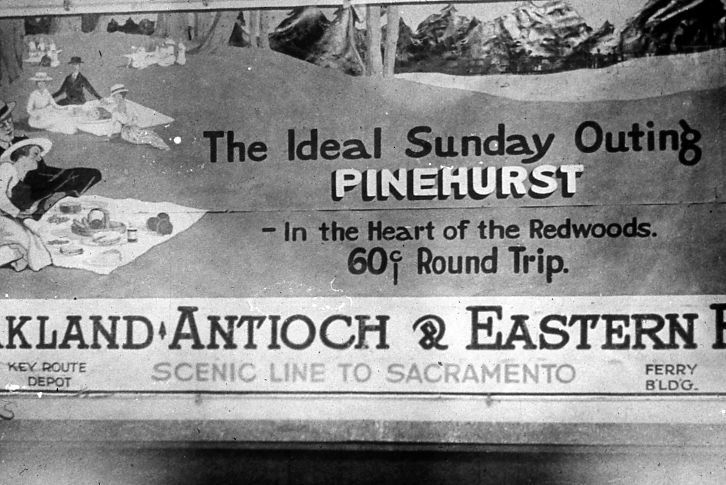 The Ideal Sunday Outing
PINEHURST
- In the Heart of the Redwoods.
60¢ Round Trip.
AKLAND·ANTIOCH & EASTERN
KEY ROUTE
DEPOT
SCENIC LINE TO SACRAMENTO
FERRY
B'LD'G.